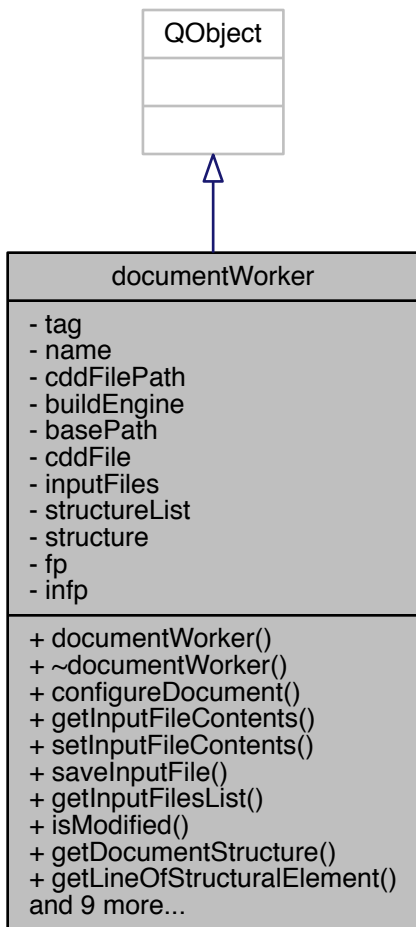 QObject
documentWorker
- tag
- name
- cddFilePath
- buildEngine
- basePath
- cddFile
- inputFiles
- structureList
- structure
- fp
- infp
+ documentWorker()
+ ~documentWorker()
+ configureDocument()
+ getInputFileContents()
+ setInputFileContents()
+ saveInputFile()
+ getInputFilesList()
+ isModified()
+ getDocumentStructure()
+ getLineOfStructuralElement()
and 9 more...